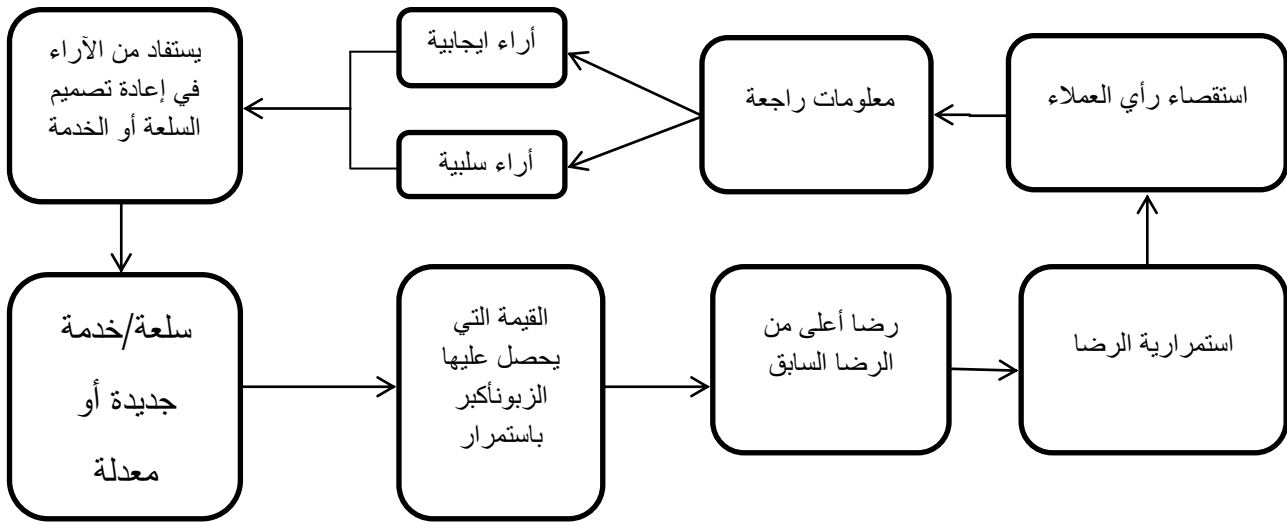 استقصاء رأي العملاء
معلومات راجعة
أراء ايجابية
أراء سلبية
يستفاد من الآراء
في إعادة تصميم
السلعة أو الخدمة
سلعة/خدمة
جديدة أو
معدلة
القيمة التي
يحصل عليها
الزبونأكبر
باستمرار
رضا أعلى من
الرضا السابق
استمرارية الرضا